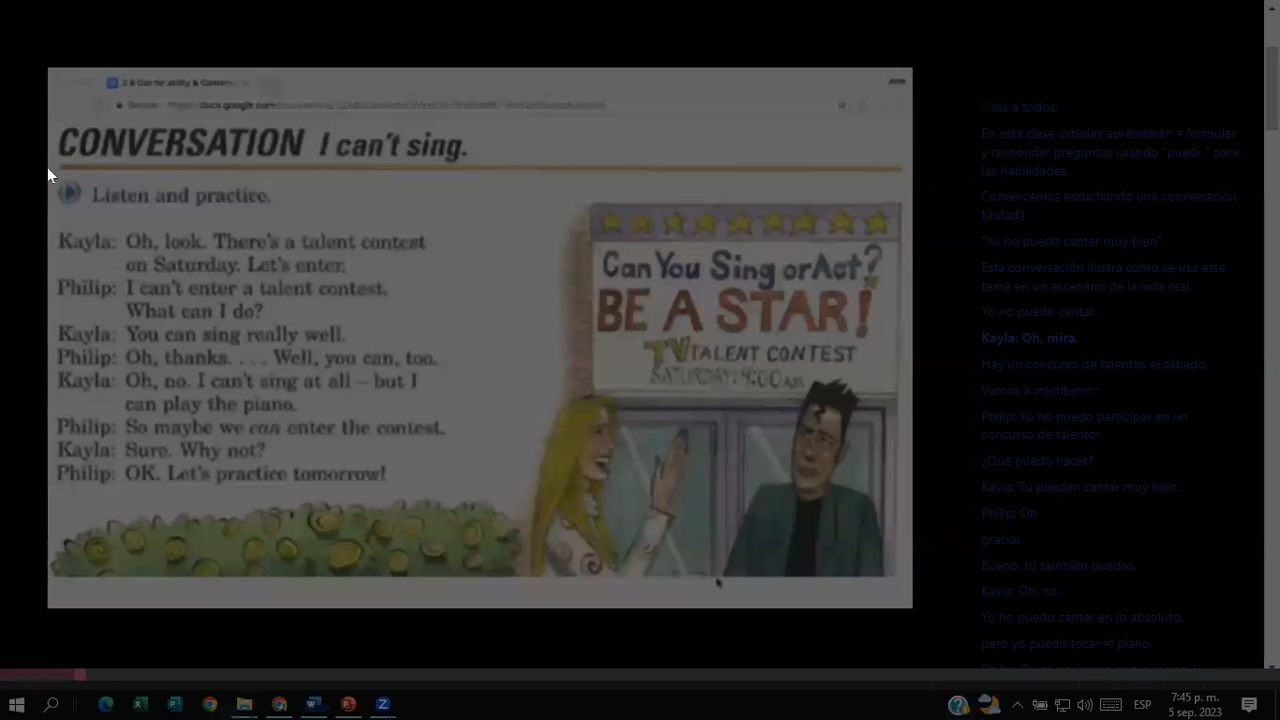 docs.google.com
CONVERSATION I can't sing.
Listen and practice.
Kayla: Oh, look. There's a talent contest
on Saturday. Let's enter.
Philip: I can't enter a talent contest.
What can I do?
Kayla: You can sing really well.
Philip: Oh, thanks. . . . Well, you can, too.
Kayla: Oh, no. I can't sing at all – but I
can play the piano.
Philip: So maybe we can enter the contest.
Kayla: Sure. Why not?
Philip: OK. Let's practice tomorrow!
Can You Sing or Act?
BE A STAR!
TV TALENT CONTEST
SATURDAY
Hola a todos.
En esta clase ustedes aprenderán a formular
y responder preguntas usando "puedo" para
las habilidades.
Comencemos escuchando una conversación
titulada
"Yo no puedo cantar muy bien"
Esta conversación ilustra cómo se usa este
tema en un escenario de la vida real.
Yo no puedo cantar.
Kayla: Oh, mira.
Hay un concurso de talentos el sábado.
Vamos a
Philip: Yo no puedo participar en un
concurso de
¿Qué puedo hacer?
Kayla: Tu pueden cantar muy bien.
Philip: Oh
gracias
Bueno, tú también puedes.
Kayla: Oh, no.
Yo no puedo cantar en lo absoluto,
pero yo puedo tocar el piano.
ESP
7:45 p. m.
5 sep. 2023